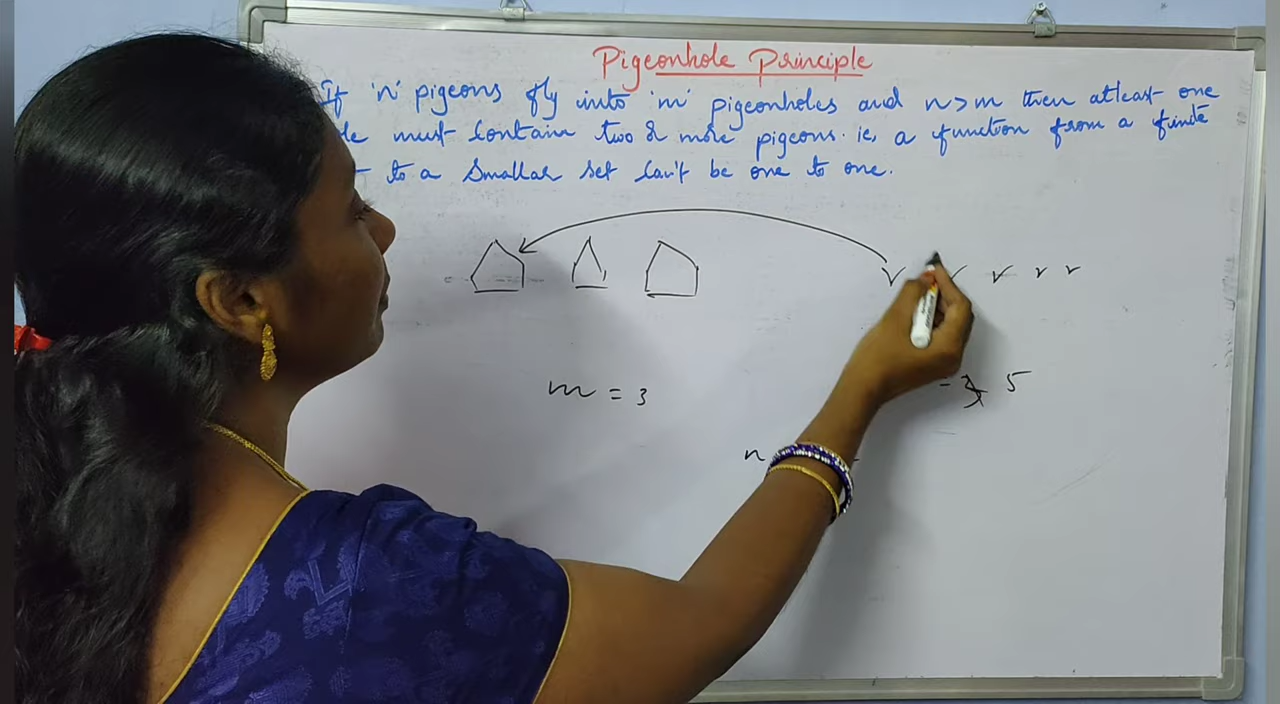 Pigeonhole Principle
If 'n' pigeons fly into 'm' pigeonholes and n>m then atleast one
must contain two & more pigeons. ie, a function from a finite
to a smaller set can't be one to one.
m = 3
= 5
n